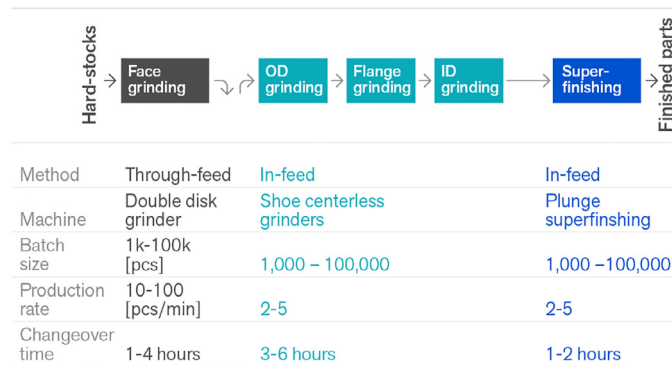 Hard-stocks
Face
grinding
OD
grinding
Flange
grinding
ID
grinding
Super-
finishing
Finished parts
Method
Through-feed
In-feed
In-feed
Machine
Double disk
grinder
Shoe centerless
grinders
Plunge
superfinshing
Batch
size
1k-100k
[pcs]
1,000 – 100,000
1,000 –100,000
Production
rate
10-100
[pcs/min]
2-5
2-5
Changeover
time
1-4 hours
3-6 hours
1-2 hours